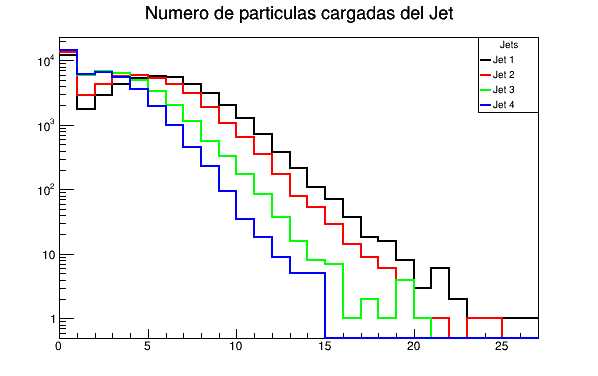 Numero de particulas cargadas del Jet
Jets
Jet 1
Jet 2
Jet 3
Jet 4
10^4
10^3
10^2
10
1
0 5 10 15 20 25